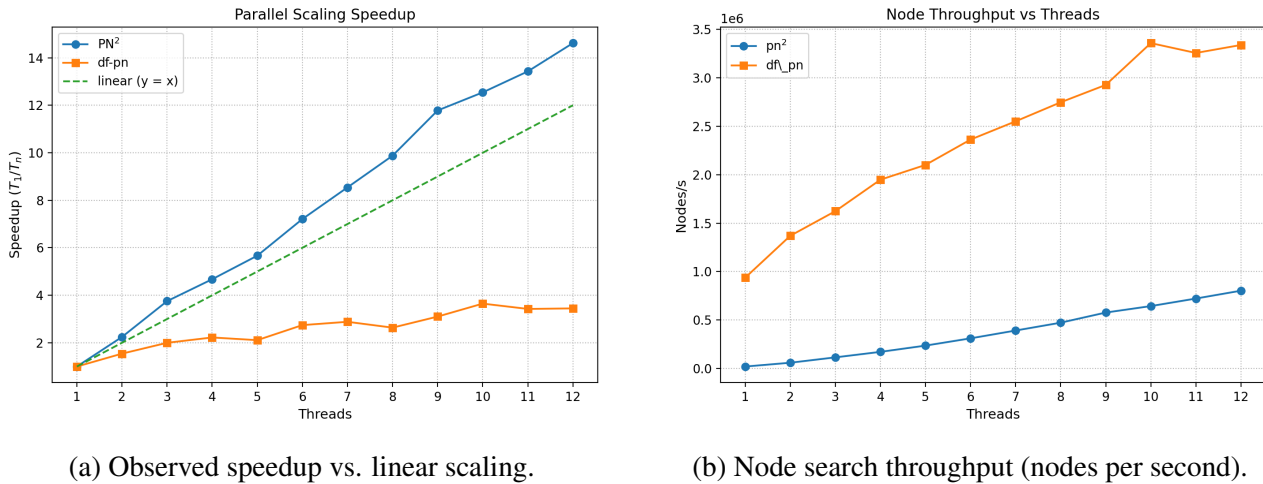 Parallel Scaling Speedup
PN²
df-pn
linear (y = x)
14
12
10
8
6
4
2
Speedup (T₁/Tₙ)
1 2 3 4 5 6 7 8 9 10 11 12
Threads
(a) Observed speedup vs. linear scaling.
Node Throughput vs Threads
1e6
pn²
df\_pn
3.5
3.0
2.5
2.0
1.5
1.0
0.5
0.0
Nodes/s
1 2 3 4 5 6 7 8 9 10 11 12
Threads
(b) Node search throughput (nodes per second).